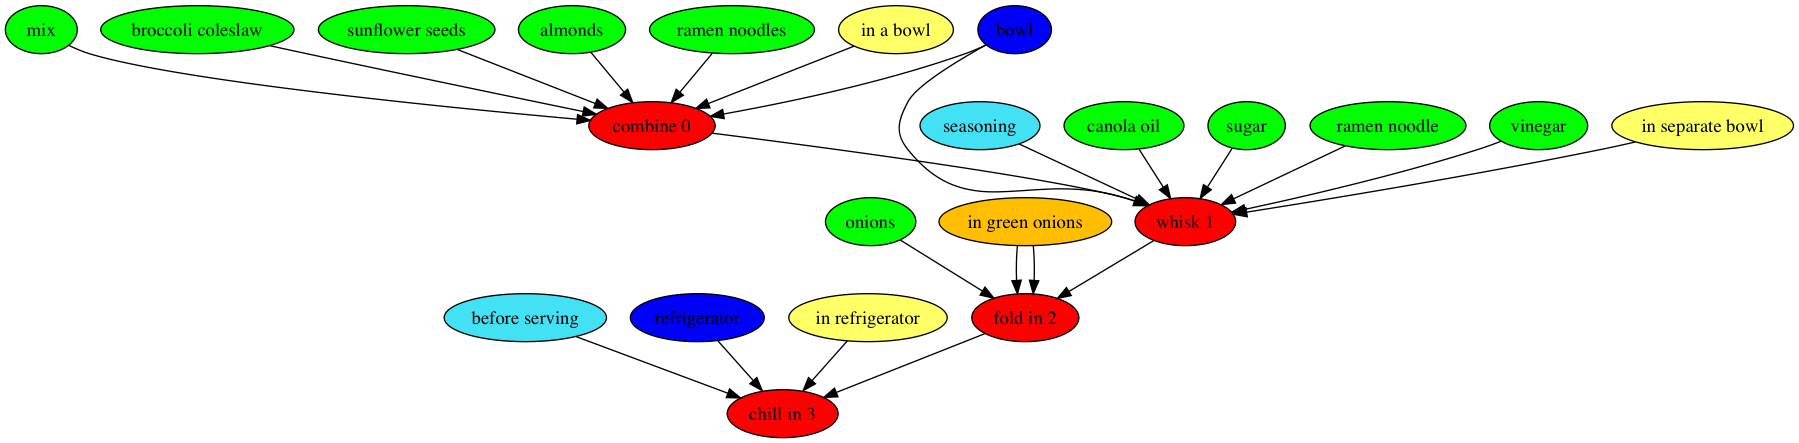 mix
broccoli coleslaw
sunflower seeds
almonds
ramen noodles
in a bowl
bowl
combine 0
seasoning
canola oil
sugar
ramen noodle
vinegar
in separate bowl
onions
in green onions
whisk 1
before serving
refrigerator
in refrigerator
fold in 2
chill in 3